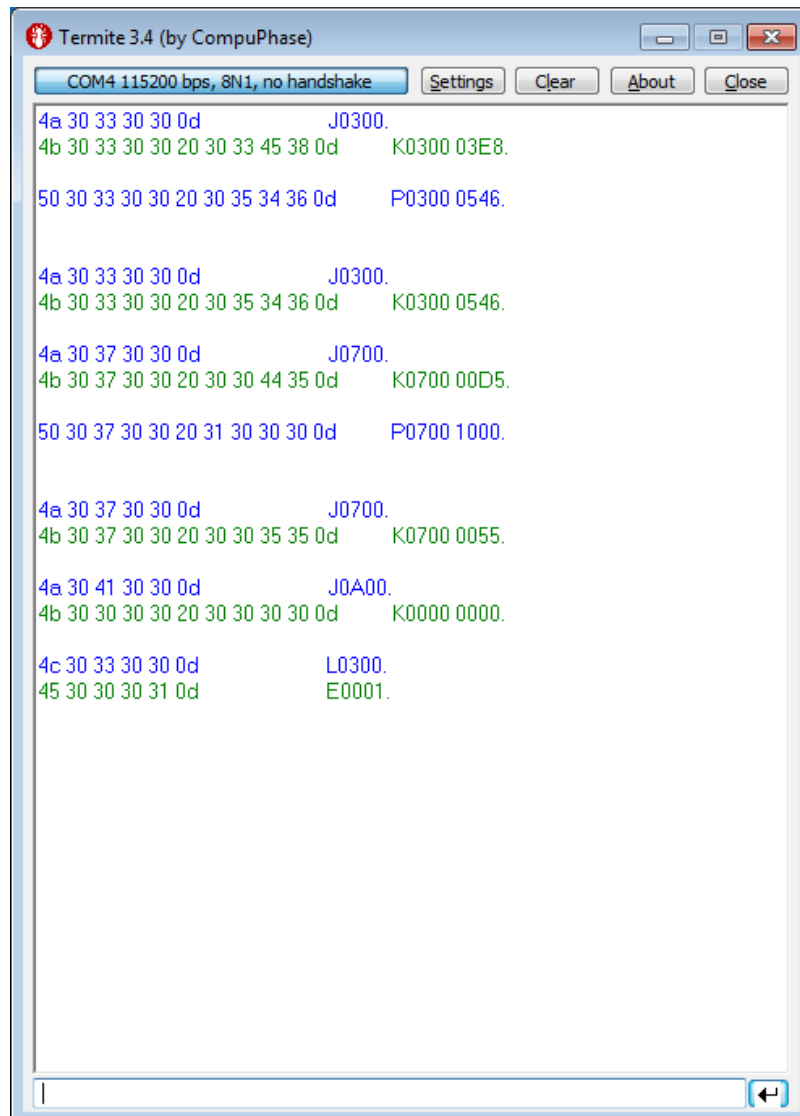 Termite 3.4 (by CompuPhase)
COM4 115200 bps, 8N1, no handshake Settings Clear About Close
4a 30 33 30 30 0d J0300.
4b 30 33 30 30 20 30 33 45 38 0d K0300 03E8.
50 30 33 30 30 20 30 35 34 36 0d P0300 0546.
4a 30 33 30 30 0d J0300.
4b 30 33 30 30 20 30 35 34 36 0d K0300 0546.
4a 30 37 30 30 0d J0700.
4b 30 37 30 30 20 30 30 44 35 0d K0700 00D5.
50 30 37 30 30 20 31 30 30 30 0d P0700 1000.
4a 30 37 30 30 0d J0700.
4b 30 37 30 30 20 30 30 35 35 0d K0700 0055.
4a 30 41 30 30 0d J0A00.
4b 30 30 30 30 20 30 30 30 30 0d K0000 0000.
4c 30 33 30 30 0d L0300.
45 30 30 30 31 0d E0001.